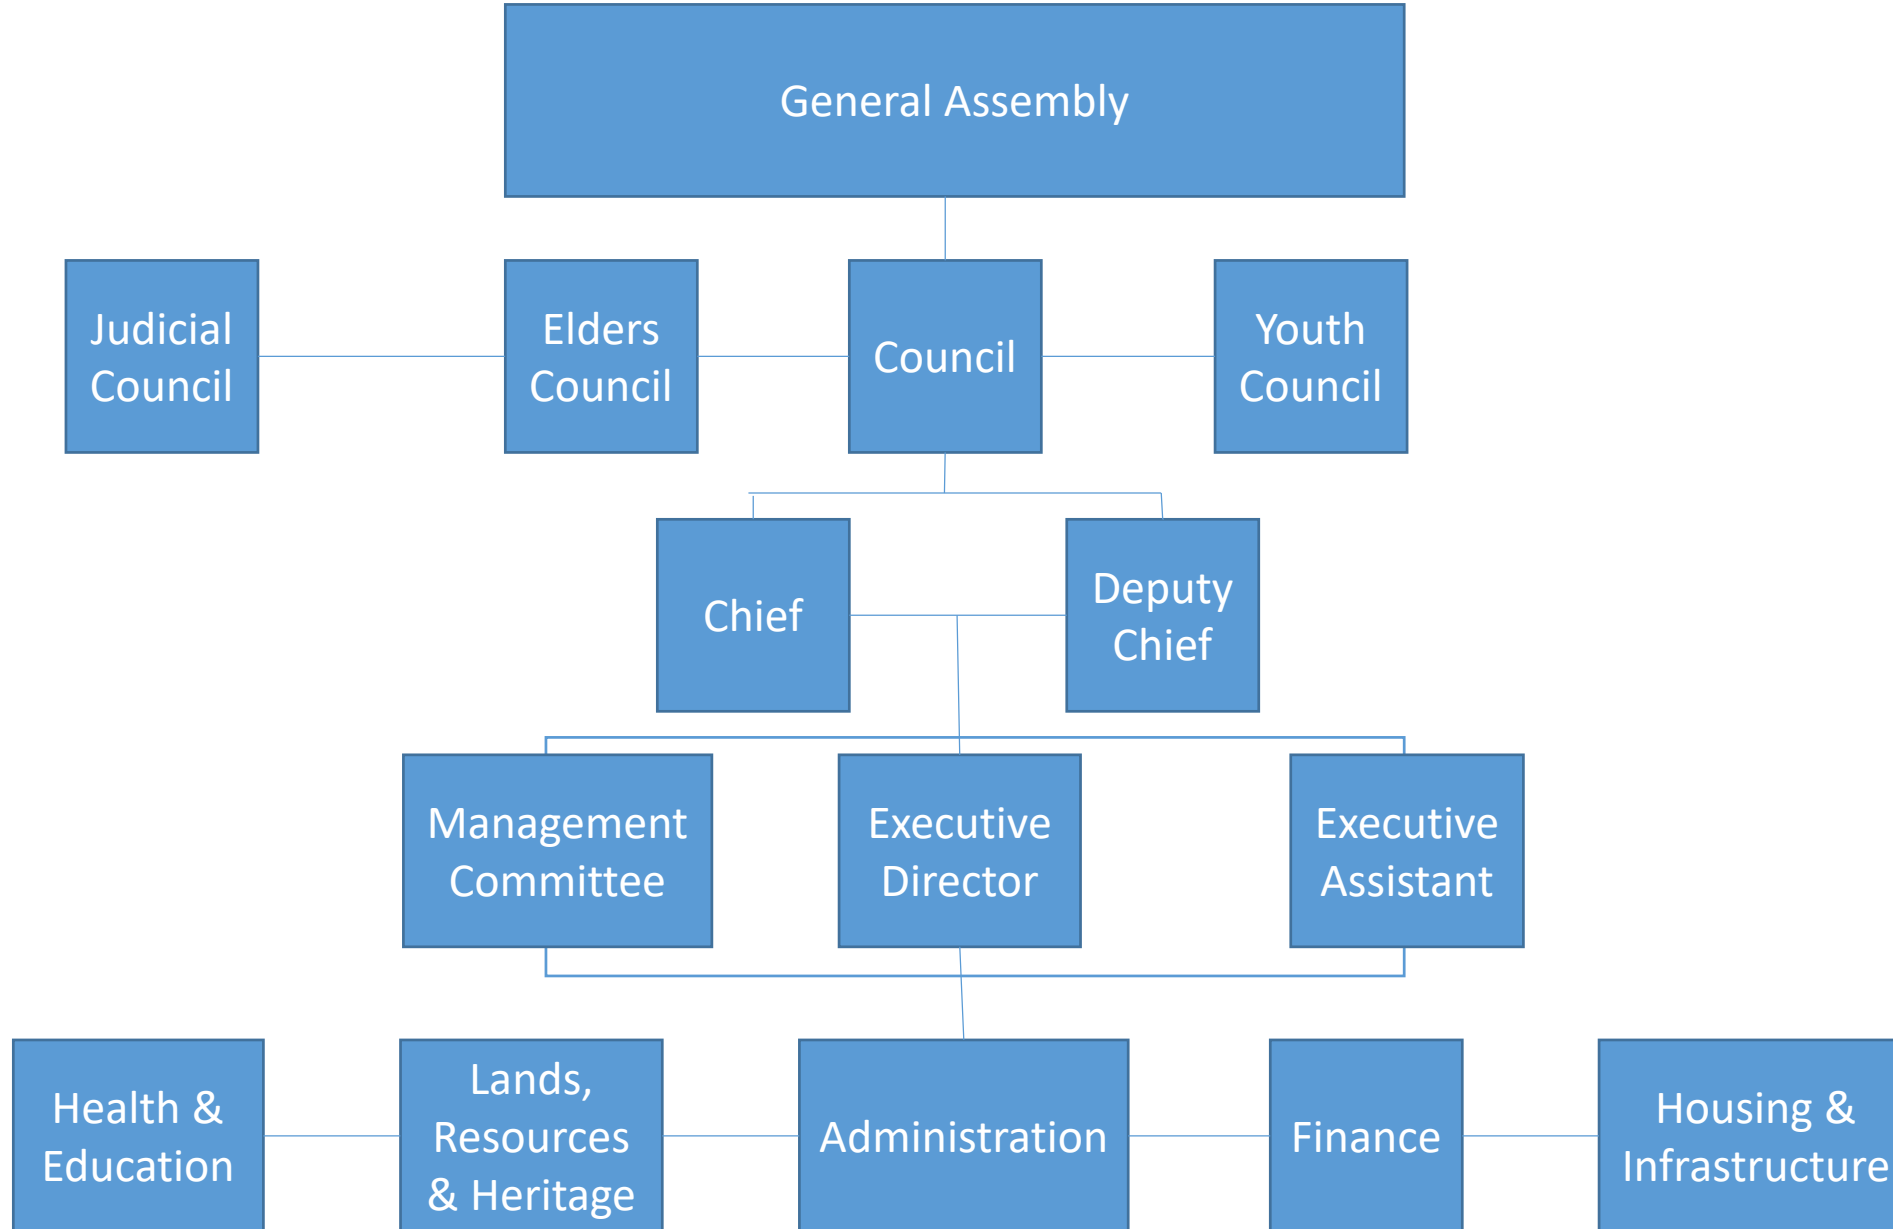 General Assembly
Judicial
Council
Elders
Council
Council
Youth
Council
Chief
Deputy
Chief
Management
Committee
Executive
Director
Executive
Assistant
Health &
Education
Lands,
Resources
& Heritage
Administration
Finance
Housing &
Infrastructure